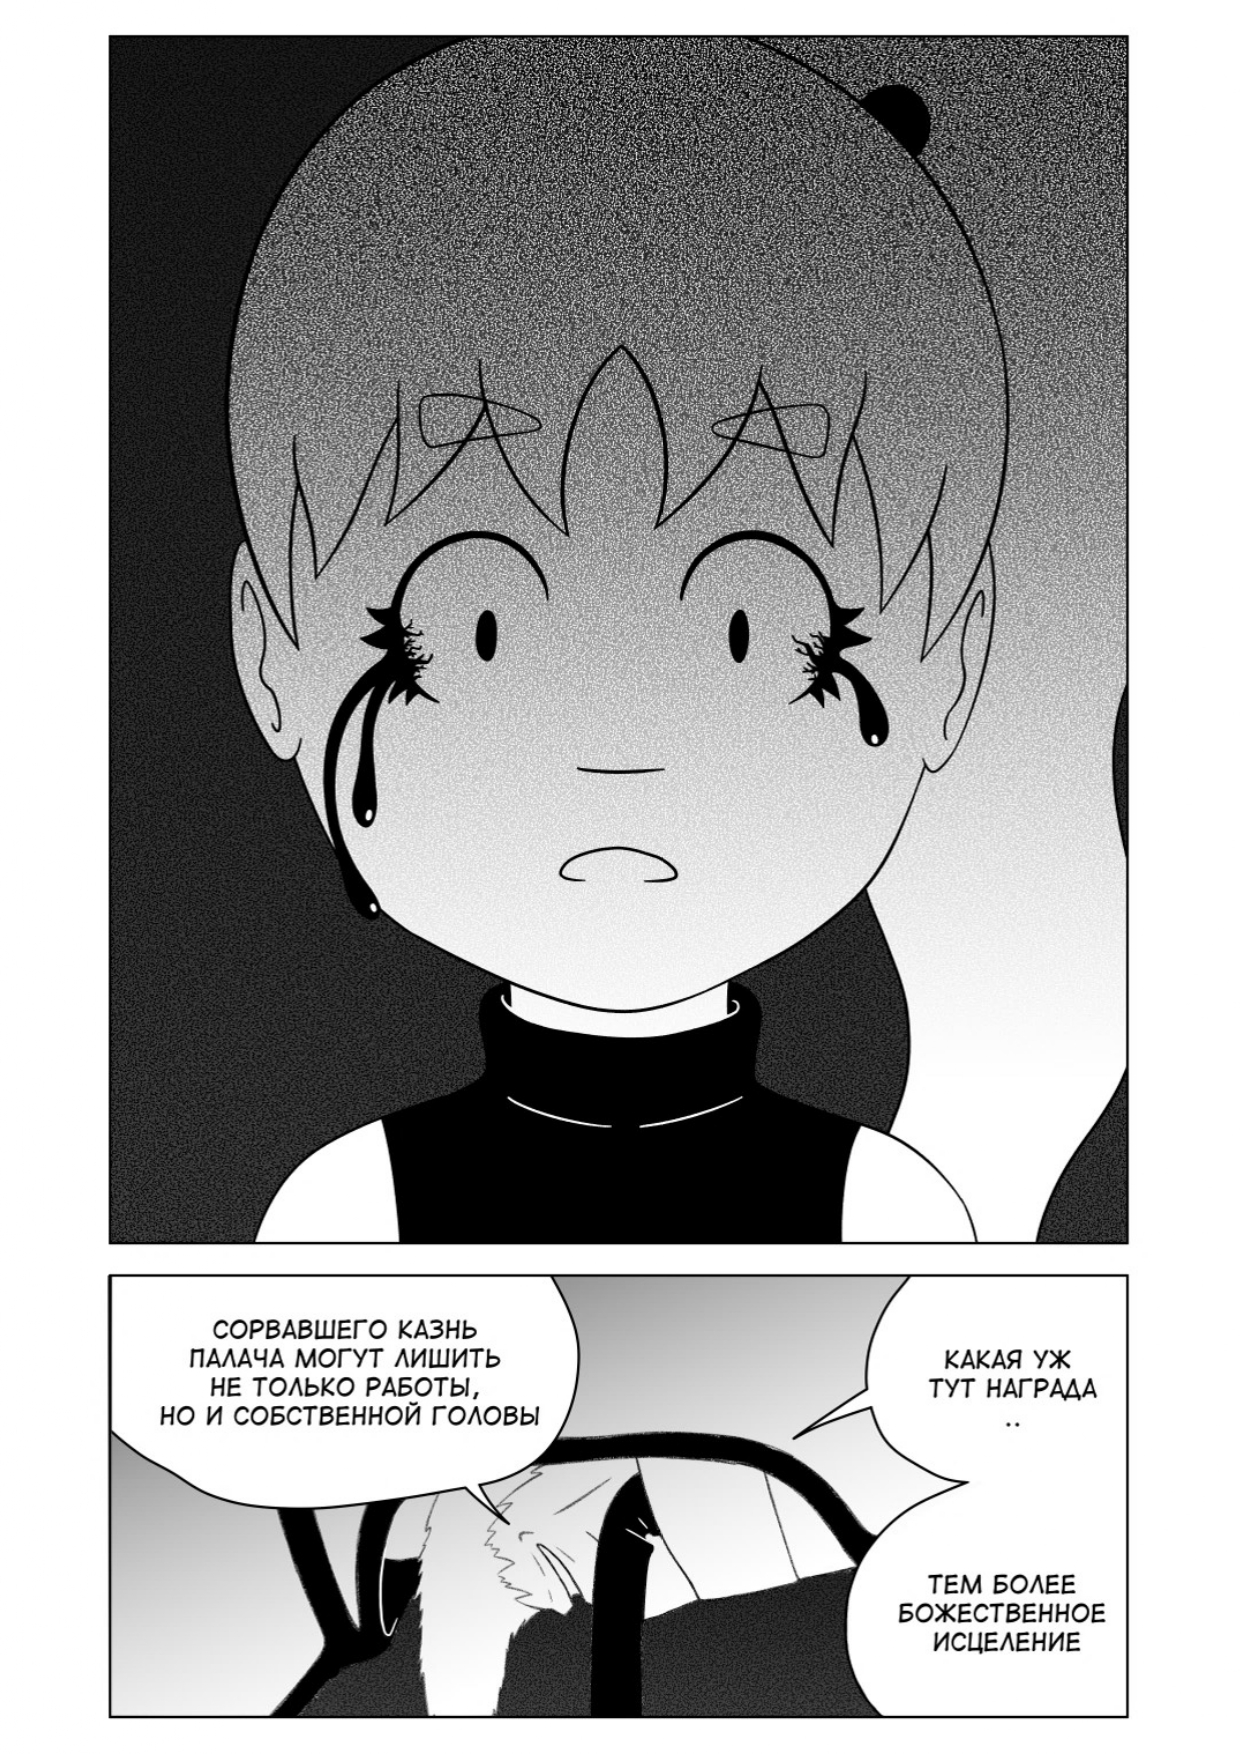 СОРВАВШЕГО КАЗНЬ
ПАЛАЧА МОГУТ ЛИШИТЬ
НЕ ТОЛЬКО РАБОТЫ,
НО И СОБСТВЕННОЙ ГОЛОВЫ
КАКАЯ УЖ
ТУТ НАГРАДА
..
ТЕМ БОЛЕЕ
БОЖЕСТВЕННОЕ
ИСЦЕЛЕНИЕ